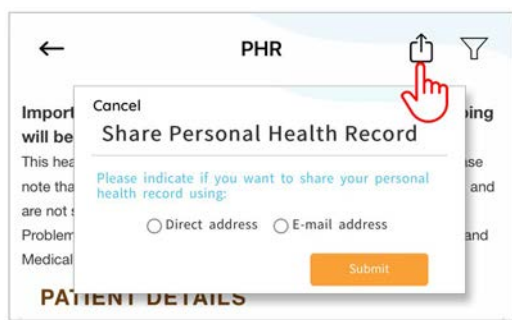 PHR
Import ing
will be
This hea ase
note tha and
are not s
Problem and
Medical
Cancel
Share Personal Health Record
Please indicate if you want to share your personal
health record using:
Direct address E-mail address
Submit
PATIENT DETAILS